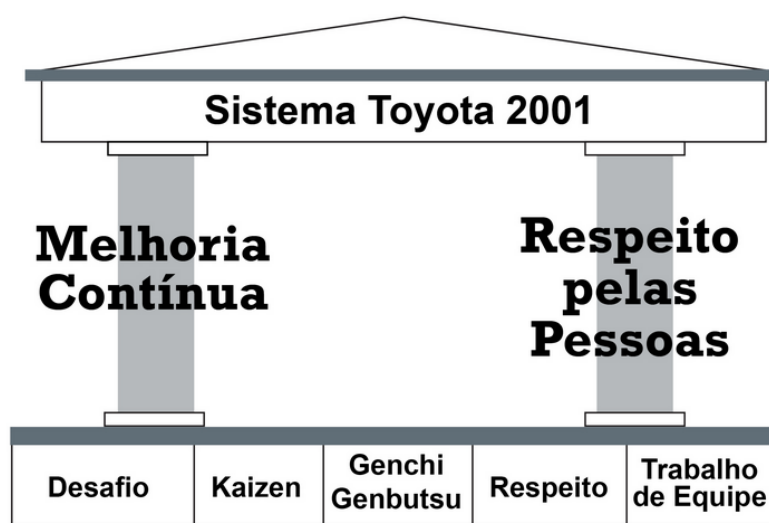 Sistema Toyota 2001
Melhoria
Contínua
Respeito
pelas
Pessoas
Desafio
Kaizen
Genchi
Genbutsu
Respeito
Trabalho
de Equipe